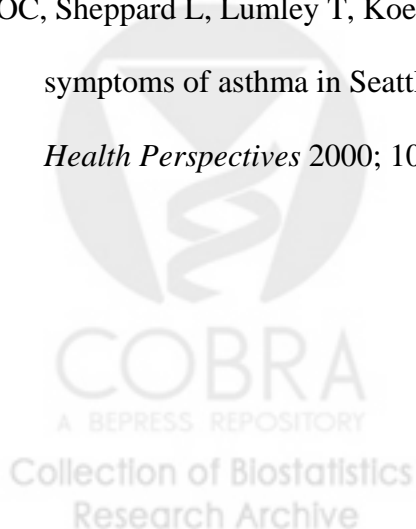 OC, Sheppard L, Lumley T, Koe
symptoms of asthma in Seattl
Health Perspectives 2000; 10
COBRA
A BEPRESS REPOSITORY
Collection of Biostatistics
Research Archive